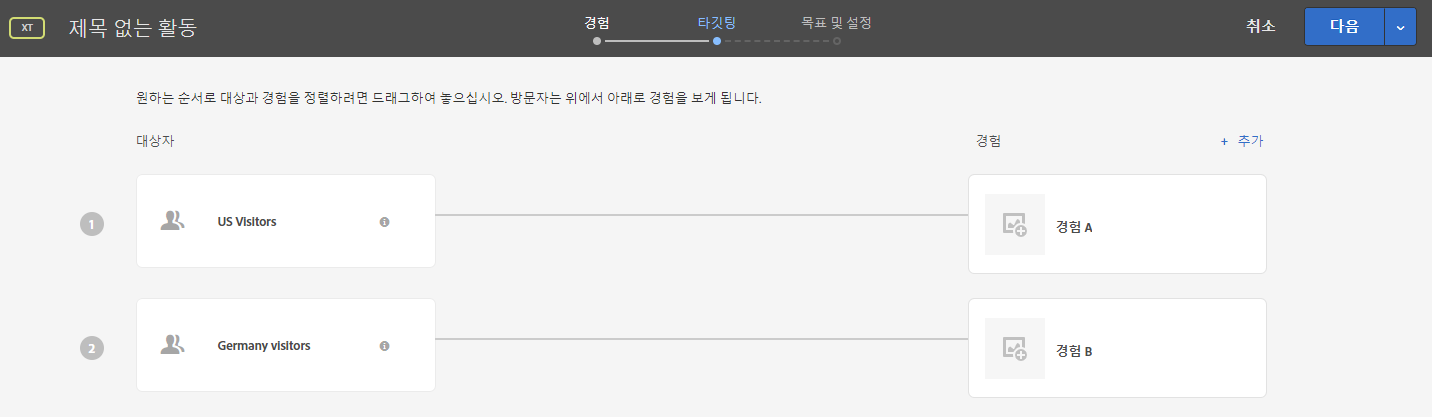 XT 제목 없는 활동 경험 타깃팅 목표 및 설정 취소 다음
원하는 순서로 대상과 경험을 정렬하려면 드래그하여 놓으십시오. 방문자는 위에서 아래로 경험을 보게 됩니다.
대상자 경험 + 추가
1 US Visitors 경험 A
2 Germany visitors 경험 B